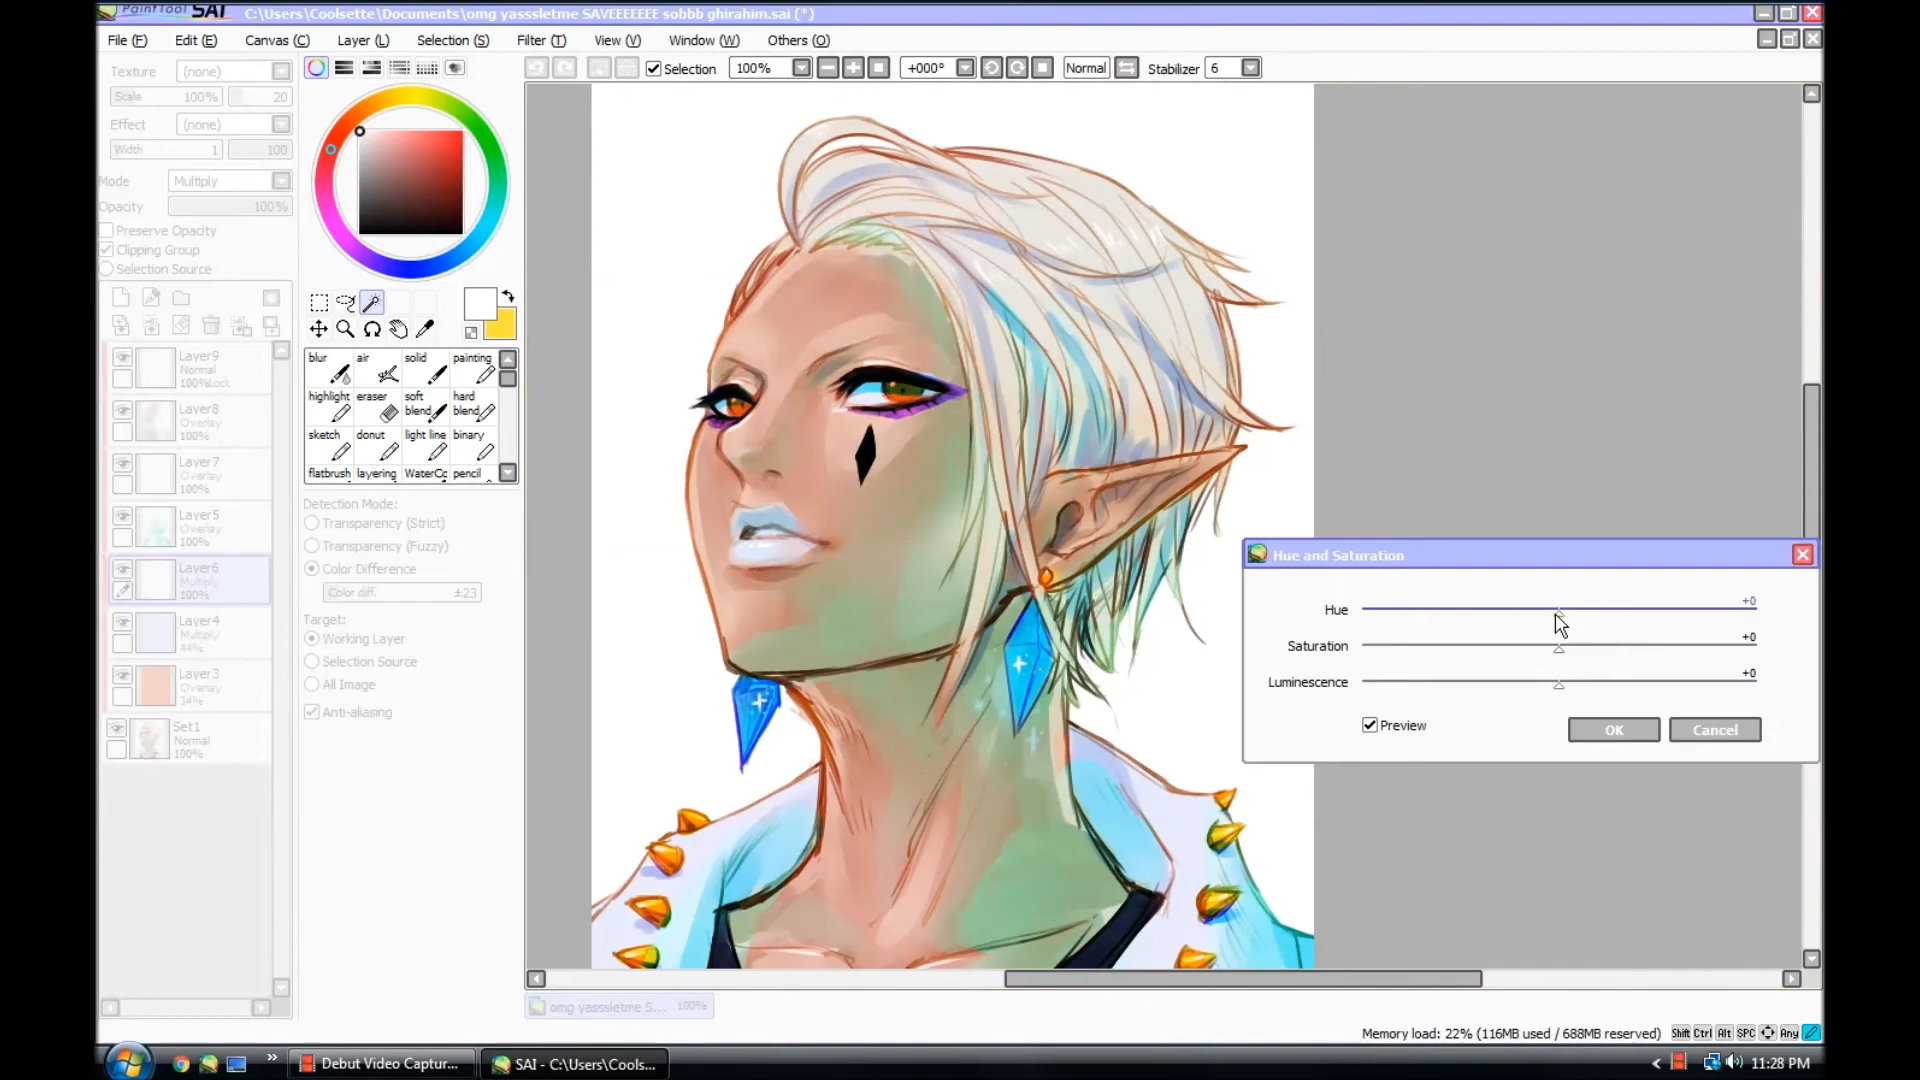 PaintTool SAI C:\Users\Coolsette\Documents\omg yasssletme SAVEEEEEEE sobbb ghirahim.sai (*)
File (F) Edit (E) Canvas (C) Layer (L) Selection (S) Filter (T) View (V) Window (W) Others (O)
Selection 100% +000° Normal Stabilizer 6
Texture (none)
Scale 100% 20
Effect (none)
Width 1 100
Mode Multiply
Opacity 100%
Preserve Opacity
Clipping Group
Selection Source
Layer9
Normal
100%Lock
Layer8
Overlay
100%
Layer7
Overlay
100%
Layer5
Overlay
100%
Layer6
Multiply
100%
Layer4
Multiply
44%
Layer3
Overlay
34%
Set1
Normal
100%
blur air solid painting
highlight eraser soft blend hard blend
sketch donut light line binary
flatbrush layering WaterCo pencil
Detection Mode:
Transparency (Strict)
Transparency (Fuzzy)
Color Difference
Color diff. ±23
Target:
Working Layer
Selection Source
All Image
Anti-aliasing
Hue and Saturation
Hue +0
Saturation +0
Luminescence +0
Preview OK Cancel
omg yasssletme S... 100%
Memory load: 22% (116MB used / 688MB reserved) Shift Ctrl Alt SPC Any
Debut Video Captur... SAI - C:\Users\Cools... 11:28 PM